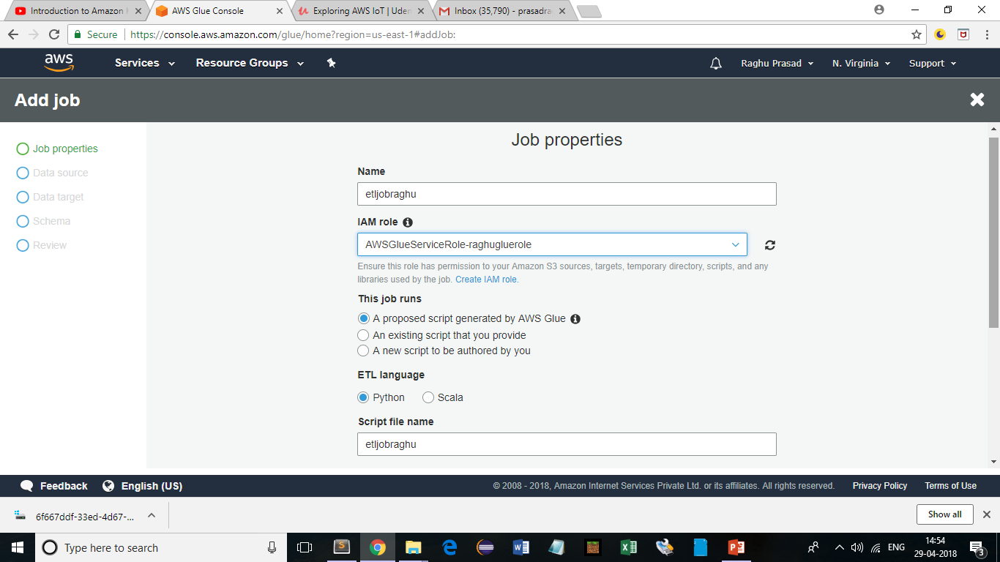 Introduction to Amazon
AWS Glue Console
Exploring AWS IoT | Uder
Inbox (35,790) - prasadra
Secure
https://console.aws.amazon.com/glue/home?region=us-east-1#addJob:
aws
Services
Resource Groups
Raghu Prasad
N. Virginia
Support
Add job
Job properties
Data source
Data target
Schema
Review
Job properties
Name
etljobraghu
IAM role
AWSGlueServiceRole-raghugluerole
Ensure this role has permission to your Amazon S3 sources, targets, temporary directory, scripts, and any
libraries used by the job. Create IAM role.
This job runs
A proposed script generated by AWS Glue
An existing script that you provide
A new script to be authored by you
ETL language
Python
Scala
Script file name
etljobraghu
Feedback
English (US)
© 2008 - 2018, Amazon Internet Services Private Ltd. or its affiliates. All rights reserved.
Privacy Policy
Terms of Use
6f667ddf-33ed-4d67-...
Show all
Type here to search
ENG
14:54
29-04-2018
3